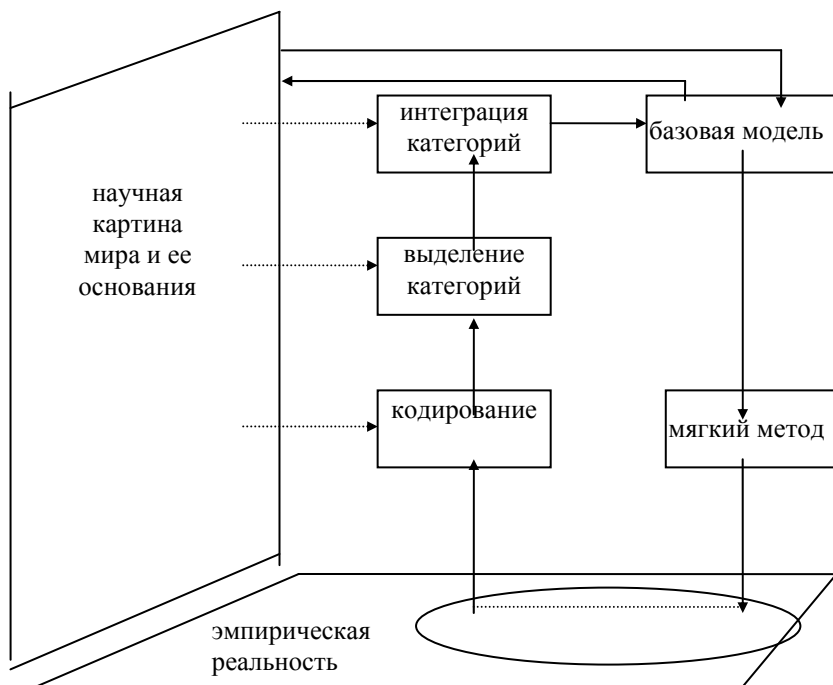 интеграция
категорий
базовая модель
научная
картина
мира и ее
основания
выделение
категорий
кодирование
мягкий метод
эмпирическая
реальность